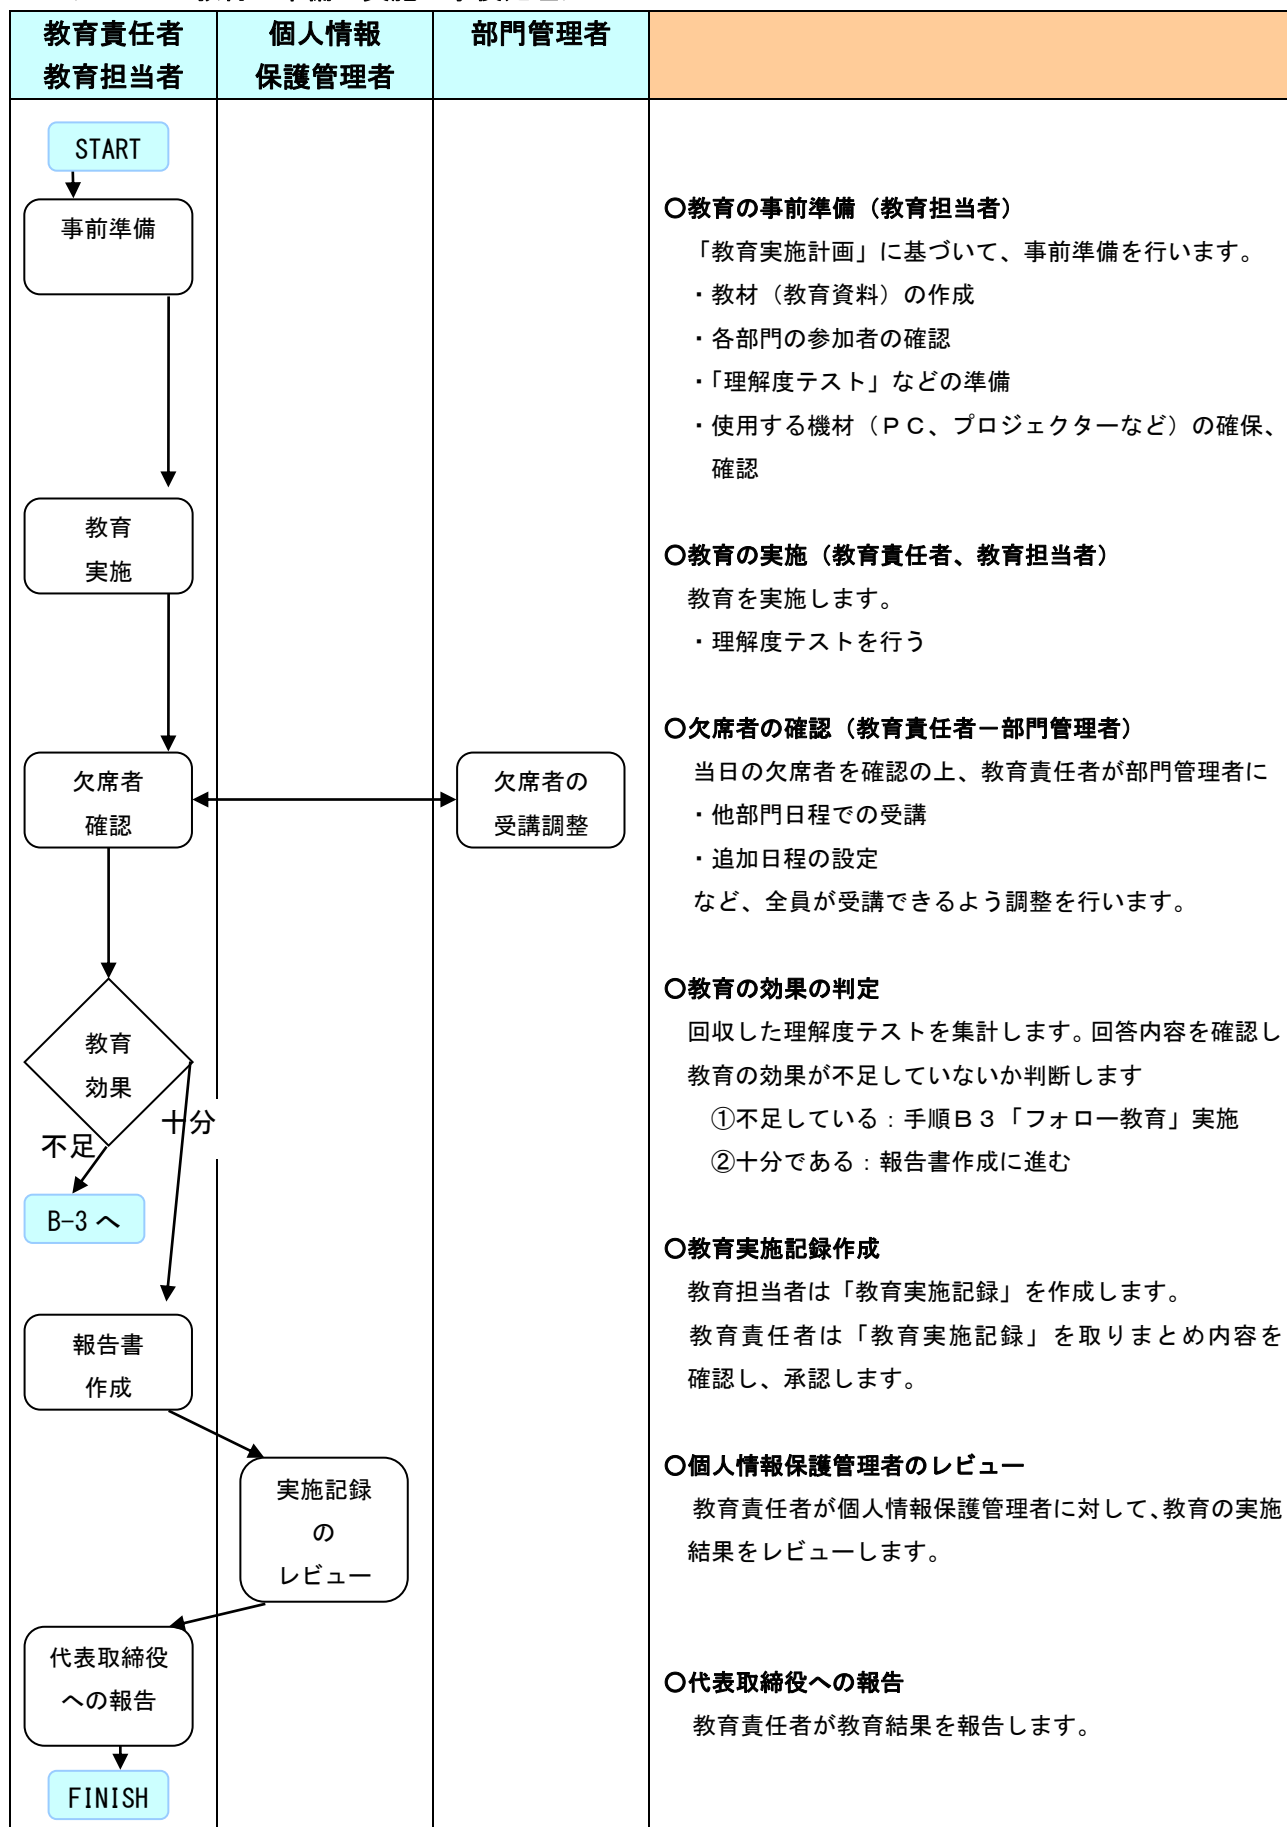 教育責任者
教育担当者
個人情報
保護管理者
部門管理者
START
事前準備
〇教育の事前準備（教育担当者）
「教育実施計画」に基づいて、事前準備を行います。
・教材（教育資料）の作成
・各部門の参加者の確認
・「理解度テスト」などの準備
・使用する機材（ＰＣ、プロジェクターなど）の確保、
確認
教育
実施
〇教育の実施（教育責任者、教育担当者）
教育を実施します。
・理解度テストを行う
欠席者
確認
欠席者の
受講調整
〇欠席者の確認（教育責任者－部門管理者）
当日の欠席者を確認の上、教育責任者が部門管理者に
・他部門日程での受講
・追加日程の設定
など、全員が受講できるよう調整を行います。
教育
効果
不足
十分
B-3 へ
〇教育の効果の判定
回収した理解度テストを集計します。回答内容を確認し
教育の効果が不足していないか判断します
①不足している：手順Ｂ３「フォロー教育」実施
②十分である：報告書作成に進む
報告書
作成
〇教育実施記録作成
教育担当者は「教育実施記録」を作成します。
教育責任者は「教育実施記録」を取りまとめ内容を
確認し、承認します。
実施記録
の
レビュー
〇個人情報保護管理者のレビュー
教育責任者が個人情報保護管理者に対して、教育の実施
結果をレビューします。
代表取締役
への報告
〇代表取締役への報告
教育責任者が教育結果を報告します。
FINISH